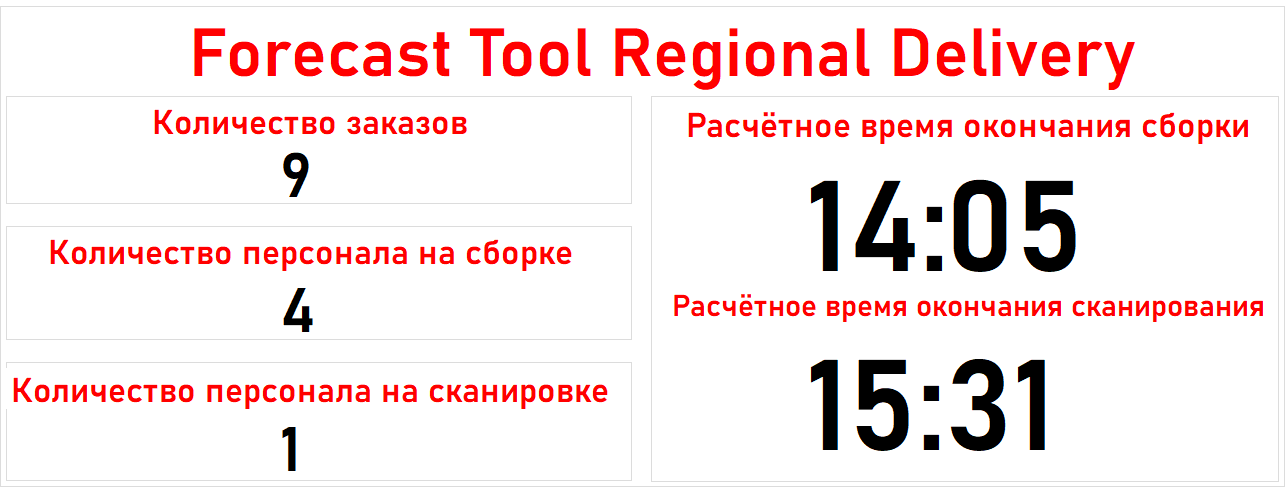 Forecast Tool Regional Delivery
Количество заказов
9
Количество персонала на сборке
4
Количество персонала на сканировке
1
Расчётное время окончания сборки
14:05
Расчётное время окончания сканирования
15:31